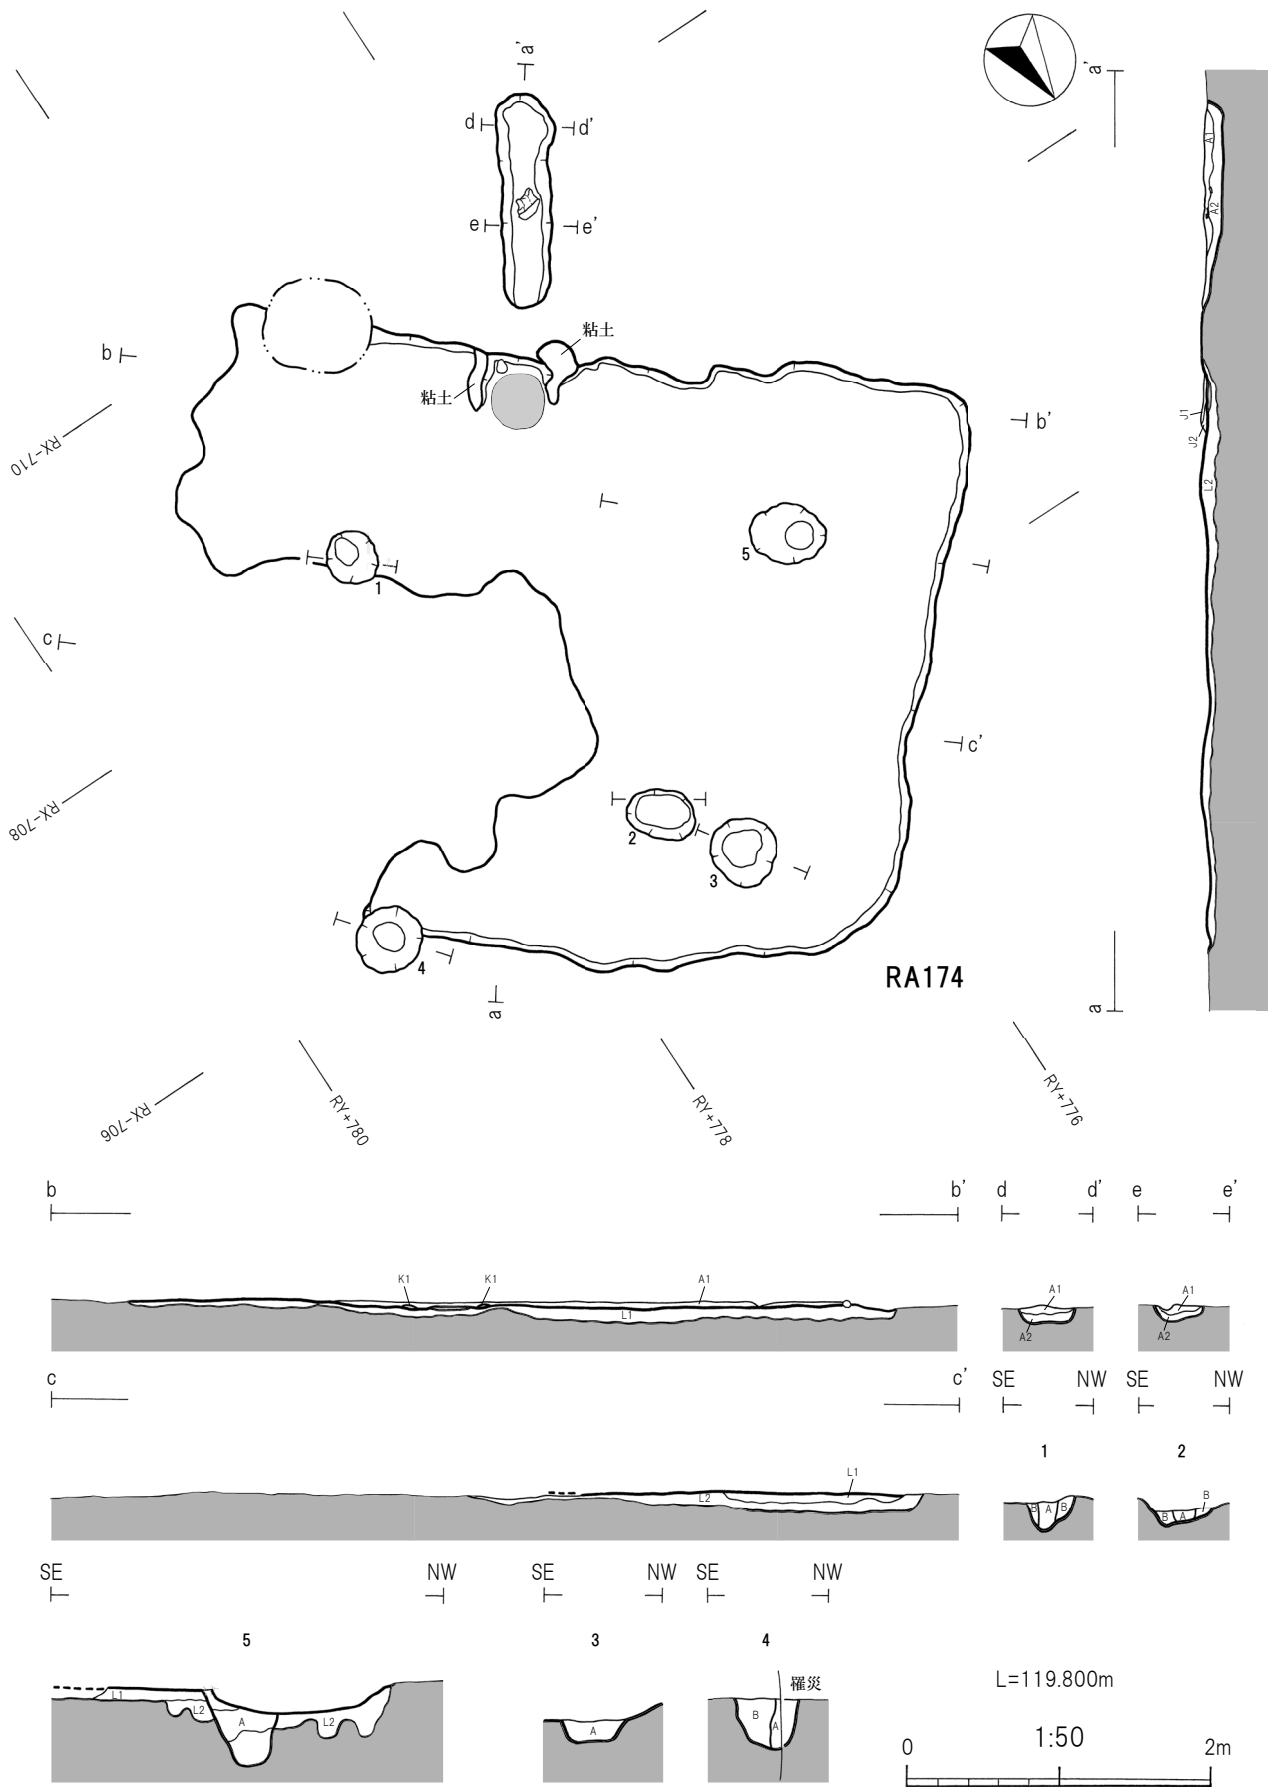 a'
d
d'
e
e'
a'
A1
A2
粘土
b
粘土
b'
J1
J2
RX-710
L2
5
1
c
c'
2
3
RX-708
4
RA174
a
a
RX-706
RY+780
RY+778
RY+776
b
b'
d
d'
e
e'
K1
K1
A1
L1
A1
A2
A1
A2
c
c'
SE
NW
SE
NW
1
2
L1
L2
B
A
B
B
A
B
SE
NW
SE
NW
SE
NW
5
3
4
L1
L2
A
L2
A
B
A
罹災
L=119.800m
1:50
0
2m